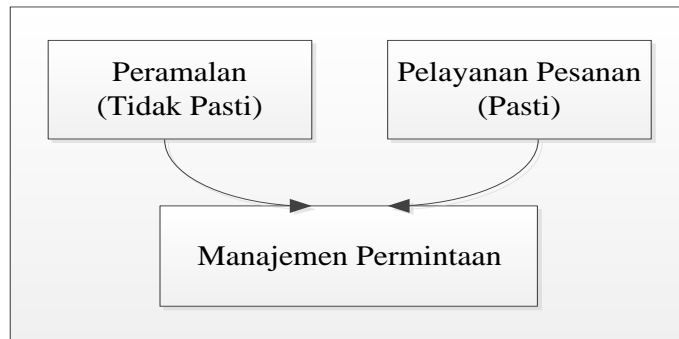 Peramalan
(Tidak Pasti)
Pelayanan Pesanan
(Pasti)
Manajemen Permintaan